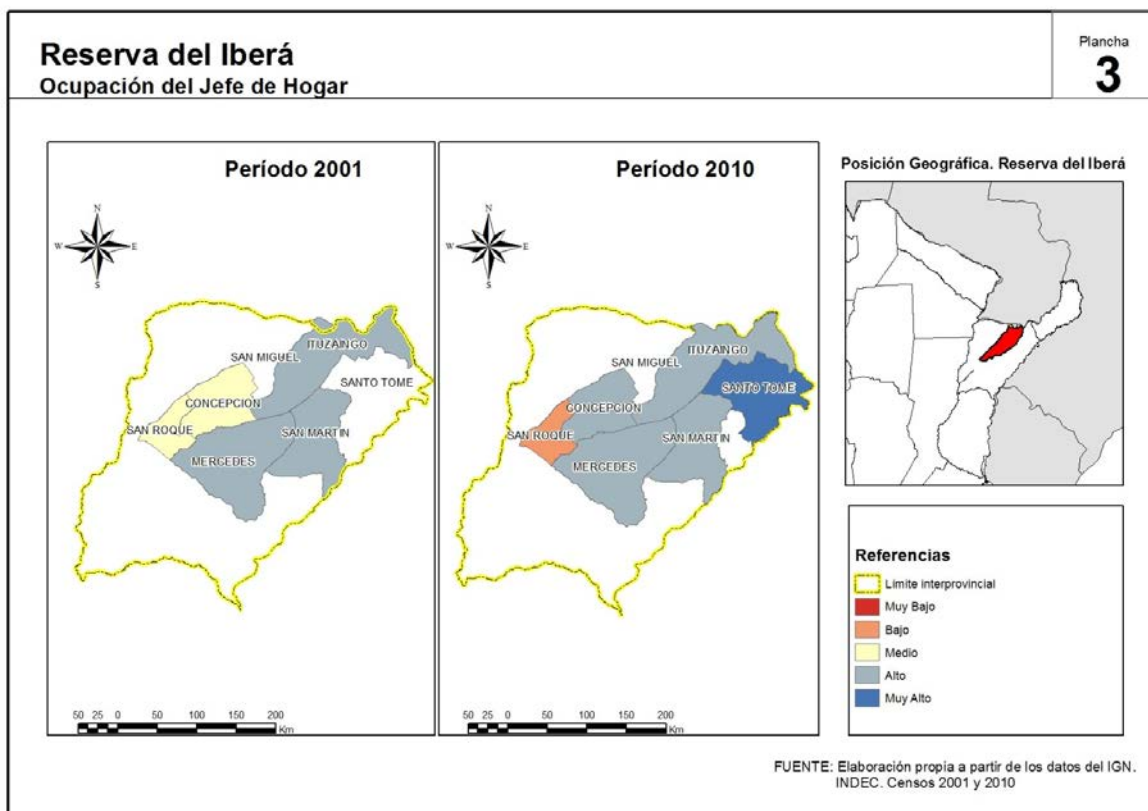 Reserva del Iberá
Ocupación del Jefe de Hogar
Plancha
3
Período 2001
N
W
E
S
ITUZAINGO
SAN MIGUEL
SANTO TOME
CONCEPCION
SAN ROQUE
SAN MARTIN
MERCEDES
50 25 0 50 100 150 200
Km
Período 2010
N
W
E
S
ITUZAINGO
SAN MIGUEL
SANTO TOME
CONCEPCION
SAN ROQUE
SAN MARTIN
MERCEDES
50 25 0 50 100 150 200
Km
Posición Geográfica. Reserva del Iberá
Referencias
Límite interprovincial
Muy Bajo
Bajo
Medio
Alto
Muy Alto
FUENTE: Elaboración propia a partir de los datos del IGN.
INDEC. Censos 2001 y 2010